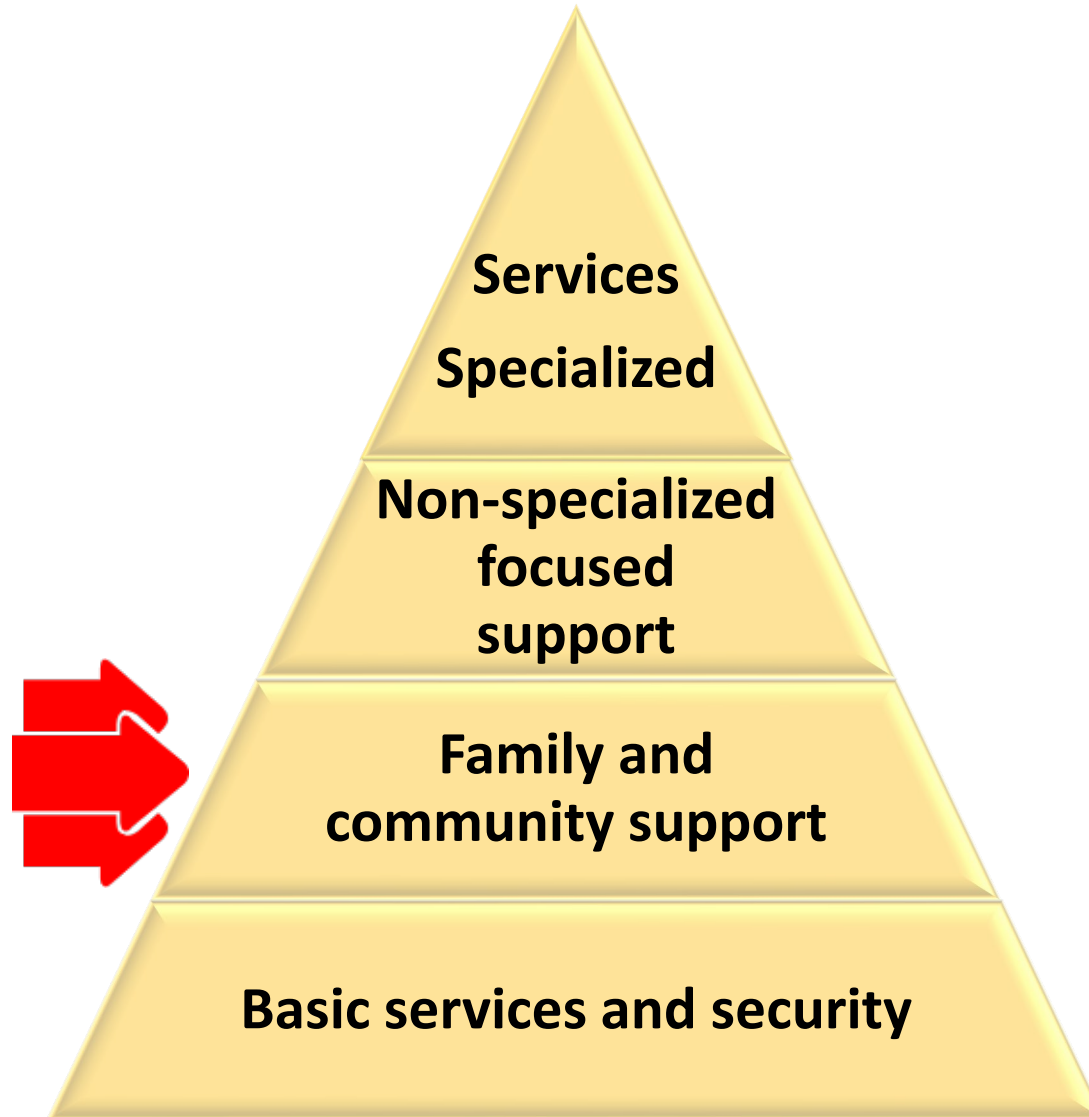 Services
Specialized
Non-specialized
focused
support
Family and
community support
Basic services and security